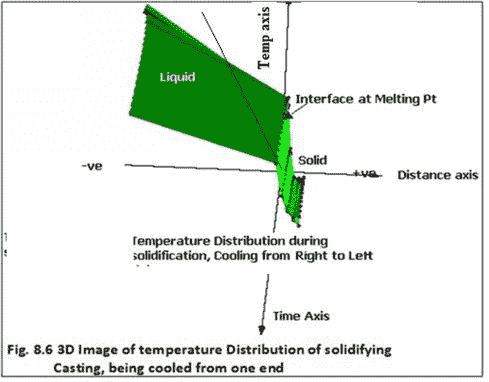 Temp axis
Liquid
Interface at Melting Pt
Solid
-ve
+ve
Distance axis
Temperature Distribution during
solidification, Cooling from Right to Left
Time Axis
Fig. 8.6 3D Image of temperature Distribution of solidifying
Casting, being cooled from one end